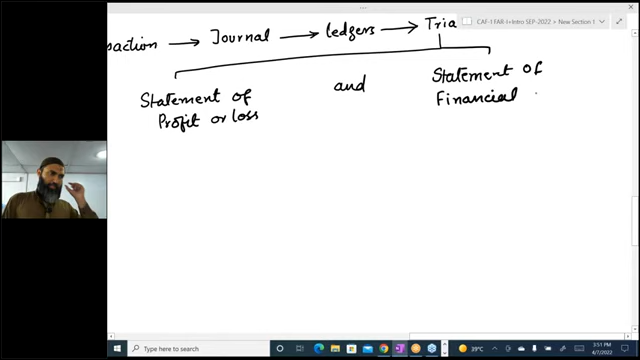 CAF-1 FAR-I+Intro SEP-2022 > New Section 1
saction → Journal → ledgers → Tria
Statement of and Statement of
Profit or loss Financial
Type here to search
39°C
3:51 PM
4/7/2022